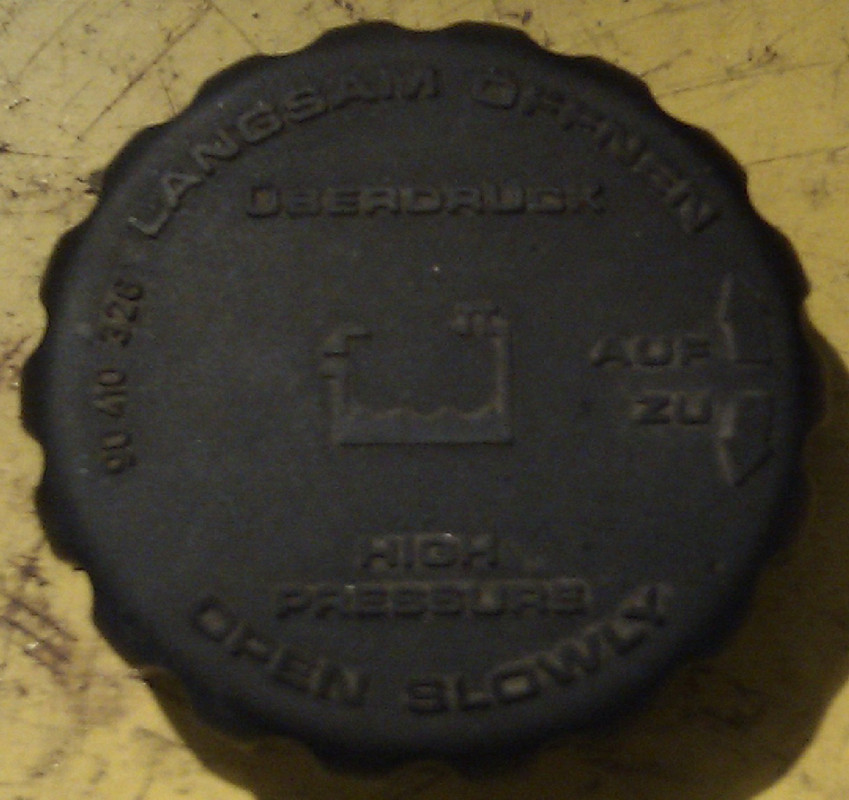 LANGSAM ÖFFNEN
ÜBERDRUCK
90 410 326
AUF
ZU
HIGH
PRESSURE
OPEN SLOWLY